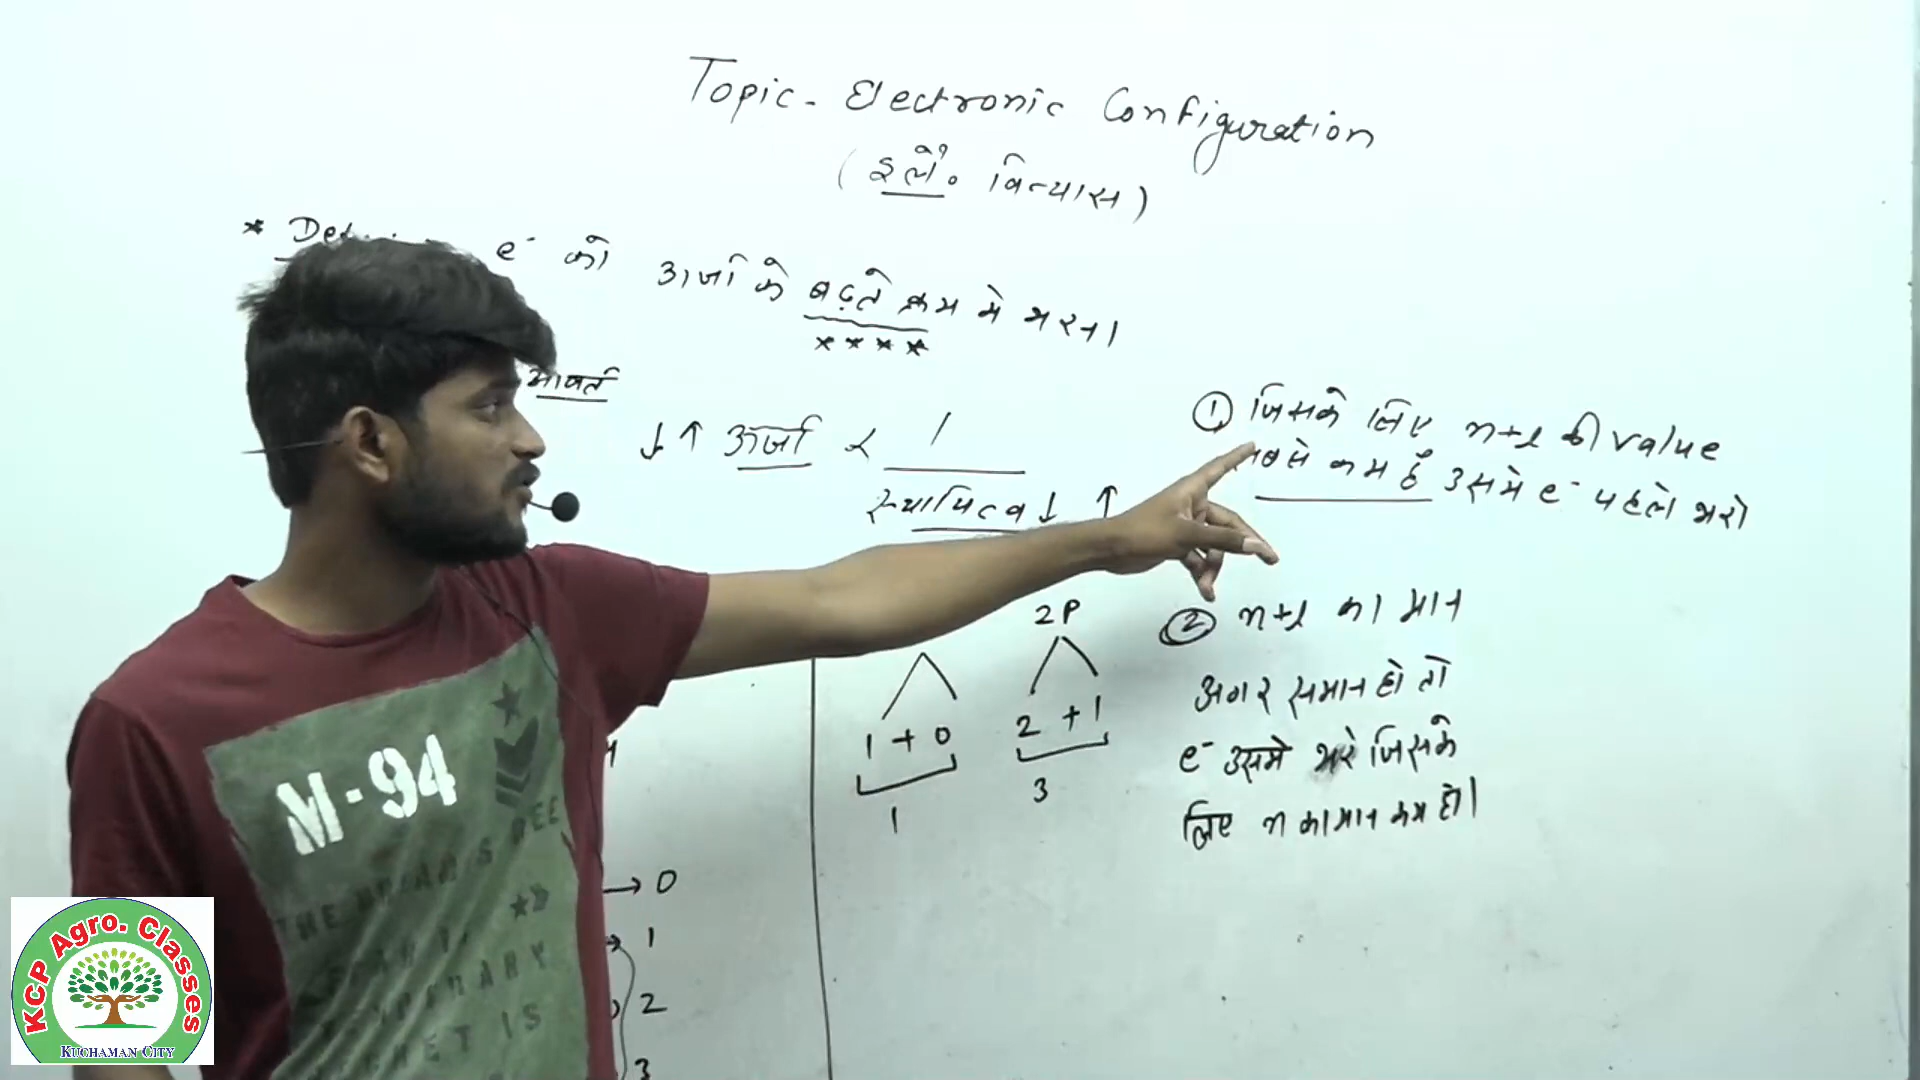 Topic - Electronic Configuration
(इले० विन्यास)
* e⁻ को ऊर्जा के बढ़ते क्रम मे भरना
* * * *
↓ ↑ ऊर्जा ∝ 1
स्थायित्व ↓ ↑
① जिसके लिए n+l की value
सबसे कम है उसमे e⁻ पहले भरो
2P
1 + 0
2 + 1
1
3
② n+l का मान
अगर समान हो तो
e⁻ उसमे भरे जिसके
लिए n का मान कम हो।
→ 0
→ 1
2
3
M-94
KCP Agro. Classes
KUCHAMAN CITY